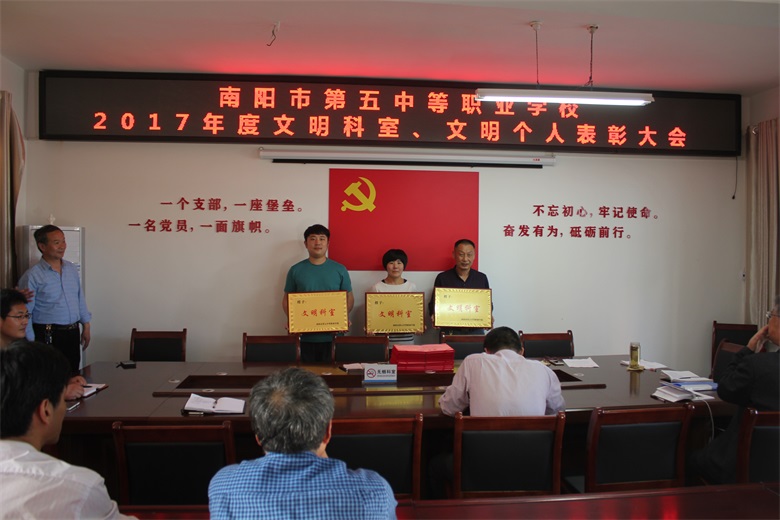 南阳市第五中等职业学校
2017年度文明科室、文明个人表彰大会
一个支部，一座堡垒。
一名党员，一面旗帜。
不忘初心，牢记使命。
奋发有为，砥砺前行。
文明科室
文明科室
文明科室